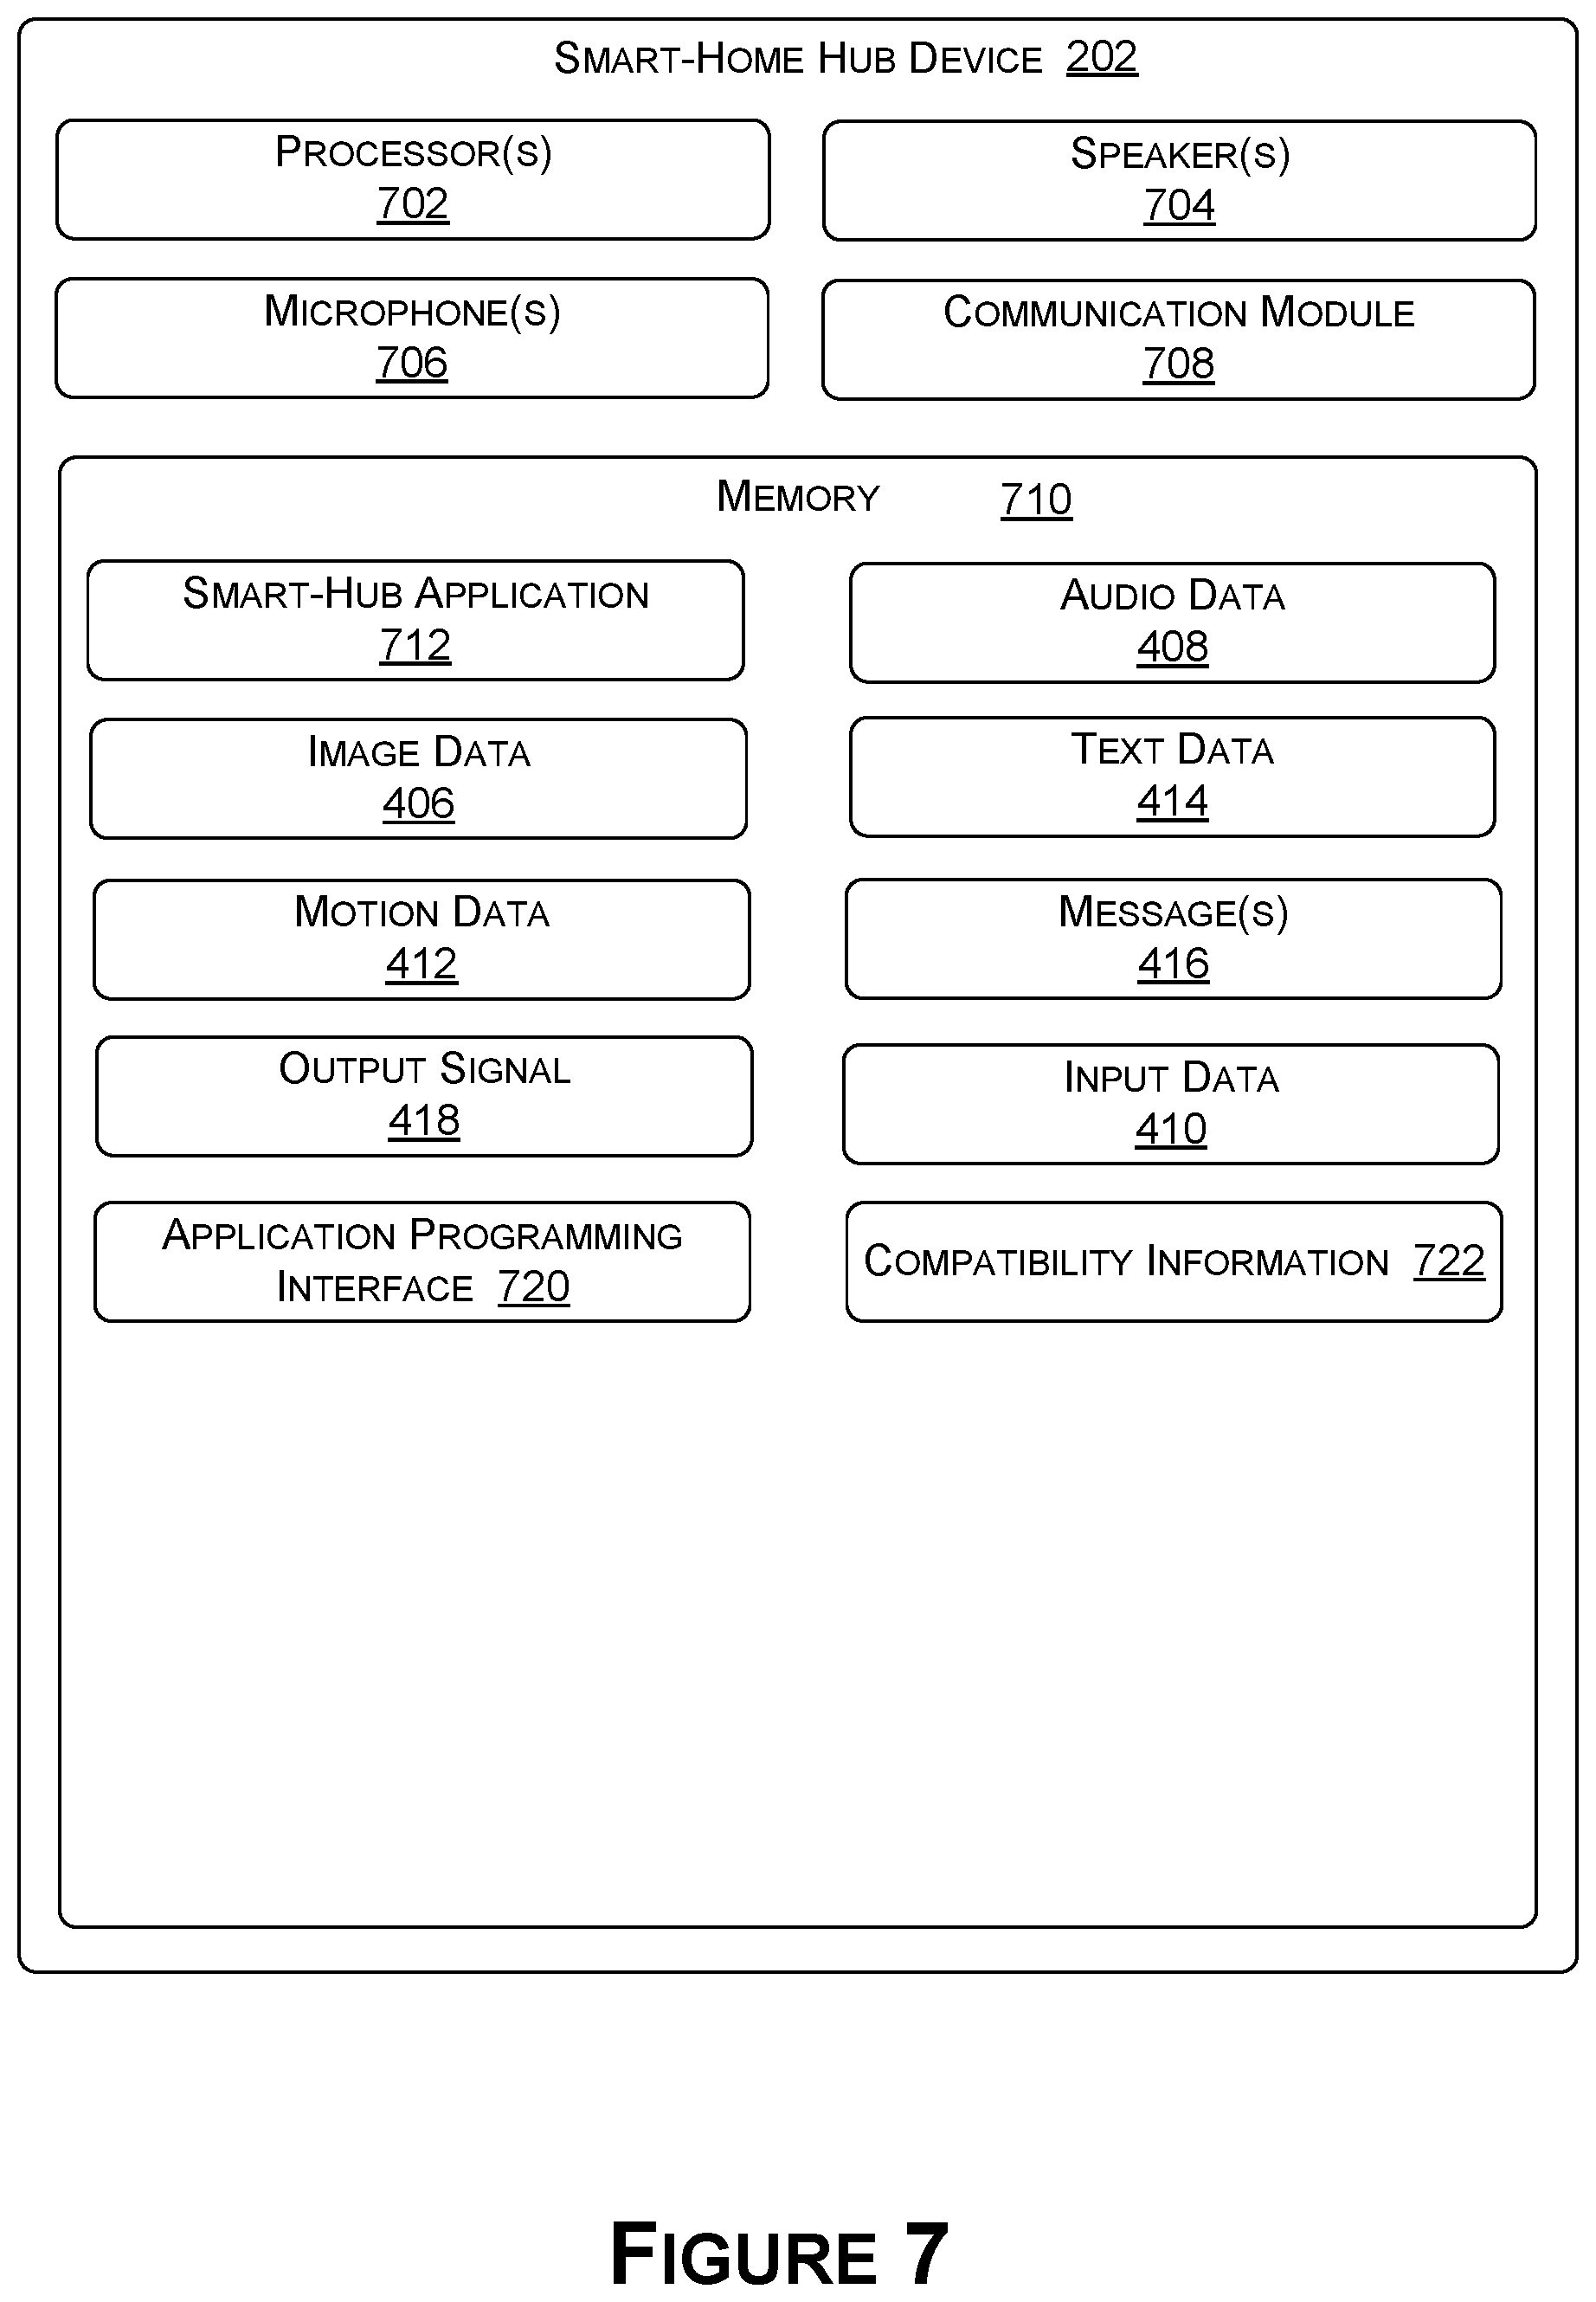 SMART-HOME HUB DEVICE 202
PROCESSOR(S)
702
SPEAKER(S)
704
MICROPHONE(S)
706
COMMUNICATION MODULE
708
MEMORY 710
SMART-HUB APPLICATION
712
AUDIO DATA
408
IMAGE DATA
406
TEXT DATA
414
MOTION DATA
412
MESSAGE(S)
416
OUTPUT SIGNAL
418
INPUT DATA
410
APPLICATION PROGRAMMING
INTERFACE 720
COMPATIBILITY INFORMATION 722
FIGURE 7